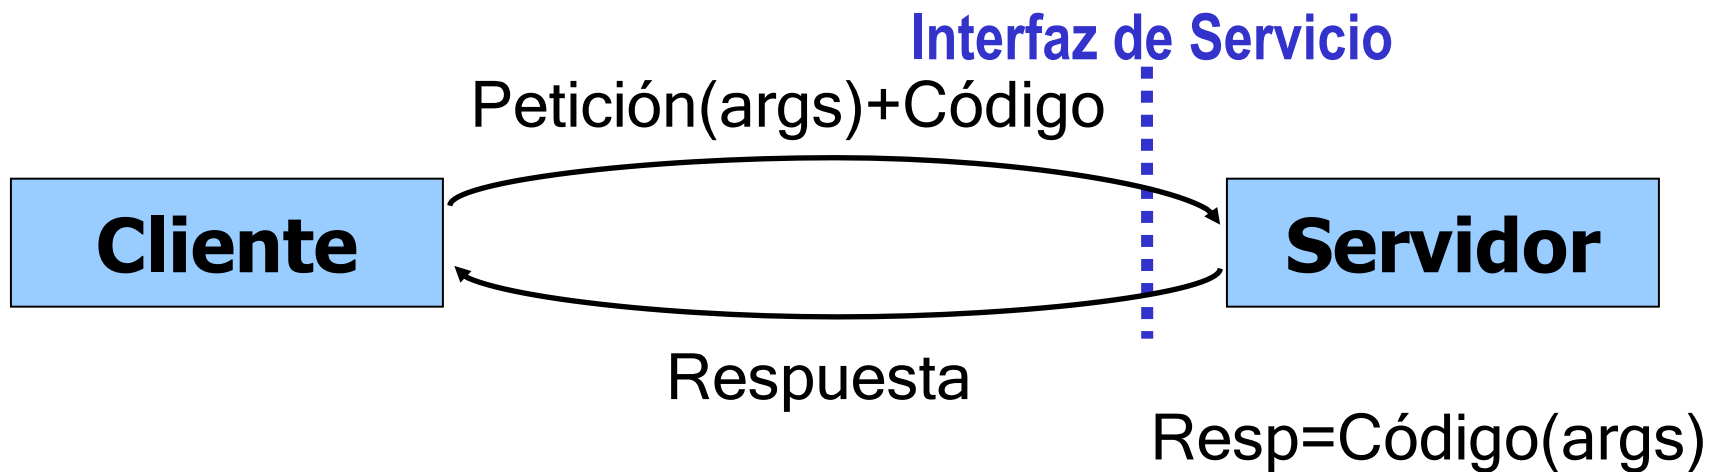 Interfaz de Servicio
Petición(args)+Código
Cliente
Servidor
Respuesta
Resp=Código(args)